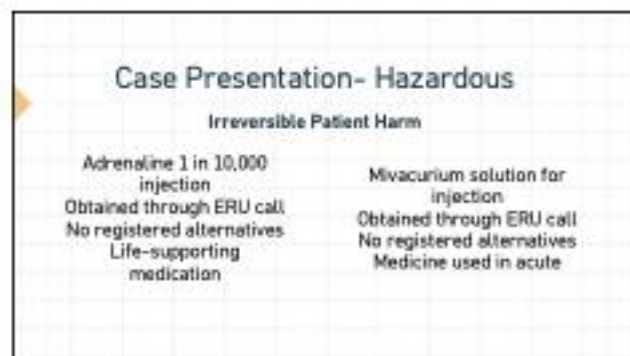 Case Presentation- Hazardous
Irreversible Patient Harm
Adrenaline 1 in 10,000
injection
Obtained through ERU call
No registered alternatives
Life-supporting
medication
Mivacurium solution for
injection
Obtained through ERU call
No registered alternatives
Medicine used in acute